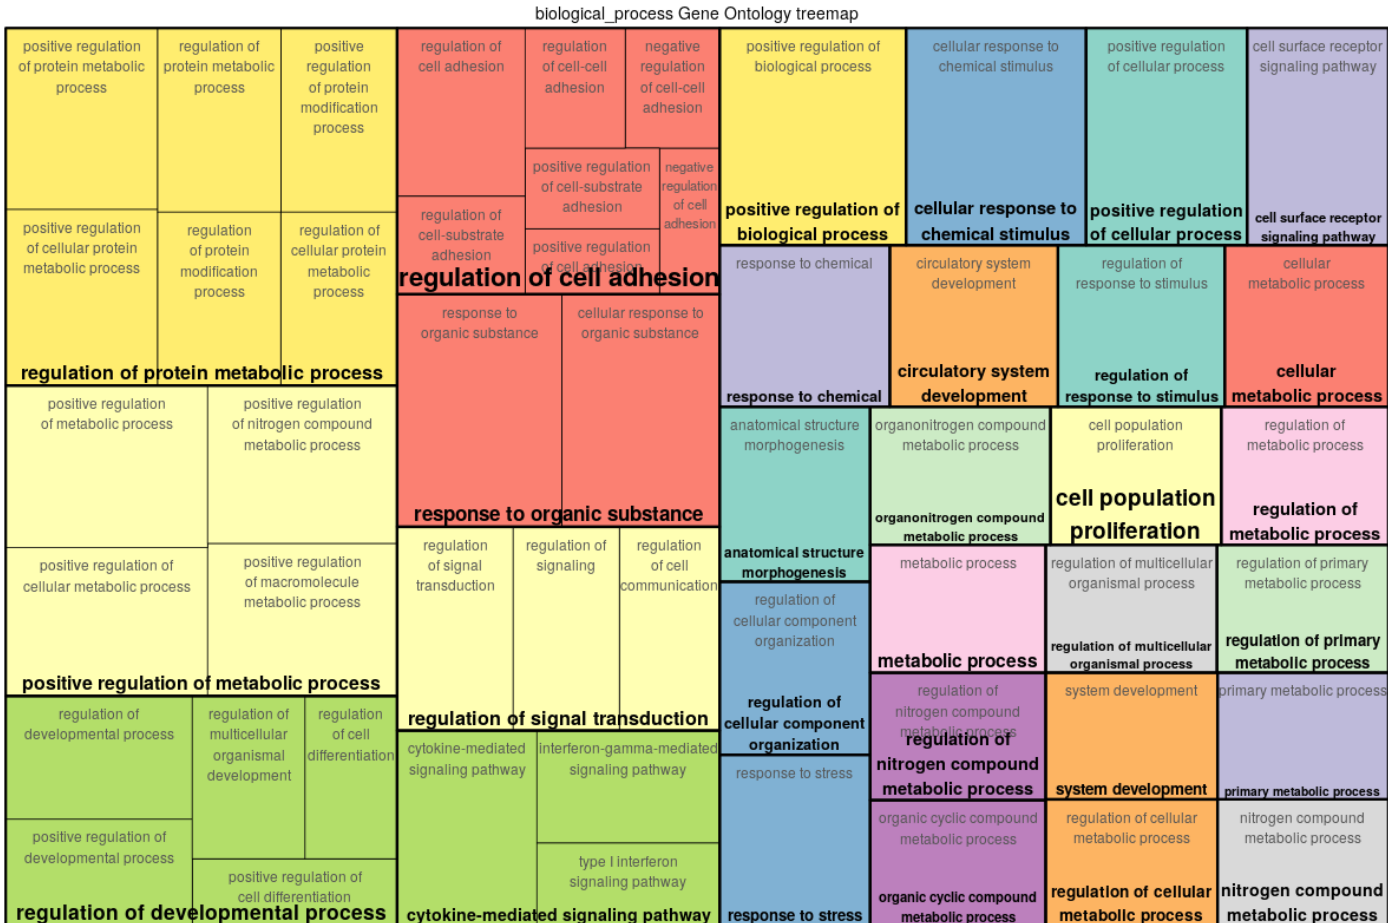 biological_process Gene Ontology treemap
positive regulation
of protein metabolic
process
regulation of
protein metabolic
process
positive
regulation
of protein
modification
process
positive regulation
of cellular protein
metabolic process
regulation
of protein
modification
process
regulation of
cellular protein
metabolic
process
regulation of protein metabolic process
positive regulation
of metabolic process
positive regulation
of nitrogen compound
metabolic process
positive regulation of
cellular metabolic process
positive regulation
of macromolecule
metabolic process
positive regulation of metabolic process
regulation of
developmental process
regulation of
multicellular
organismal
development
regulation
of cell
differentiation
positive regulation of
developmental process
positive regulation of
cell differentiation
regulation of developmental process
regulation of
cell adhesion
regulation
of cell-cell
adhesion
negative
regulation
of cell-cell
adhesion
regulation of
cell-substrate
adhesion
positive regulation
of cell-substrate
adhesion
negative
regulation
of cell
adhesion
positive regulation
of cell adhesion
regulation of cell adhesion
response to
organic substance
cellular response to
organic substance
response to organic substance
regulation
of signal
transduction
regulation of
signaling
regulation
of cell
communication
regulation of signal transduction
cytokine-mediated
signaling pathway
interferon-gamma-mediated
signaling pathway
type I interferon
signaling pathway
cytokine-mediated signaling pathway
positive regulation of
biological process
positive regulation of
biological process
cellular response to
chemical stimulus
cellular response to
chemical stimulus
positive regulation
of cellular process
positive regulation
of cellular process
cell surface receptor
signaling pathway
cell surface receptor
signaling pathway
response to chemical
response to chemical
circulatory system
development
circulatory system
development
regulation of
response to stimulus
regulation of
response to stimulus
cellular
metabolic process
cellular
metabolic process
anatomical structure
morphogenesis
anatomical structure
morphogenesis
organonitrogen compound
metabolic process
organonitrogen compound
metabolic process
cell population
proliferation
cell population
proliferation
regulation of
metabolic process
regulation of
metabolic process
regulation of
cellular component
organization
regulation of
cellular component
organization
metabolic process
metabolic process
regulation of multicellular
organismal process
regulation of multicellular
organismal process
regulation of primary
metabolic process
regulation of primary
metabolic process
regulation of
nitrogen compound
metabolic process
regulation of
nitrogen compound
metabolic process
system development
system development
primary metabolic process
primary metabolic process
response to stress
response to stress
organic cyclic compound
metabolic process
organic cyclic compound
metabolic process
regulation of cellular
metabolic process
regulation of cellular
metabolic process
nitrogen compound
metabolic process
nitrogen compound
metabolic process